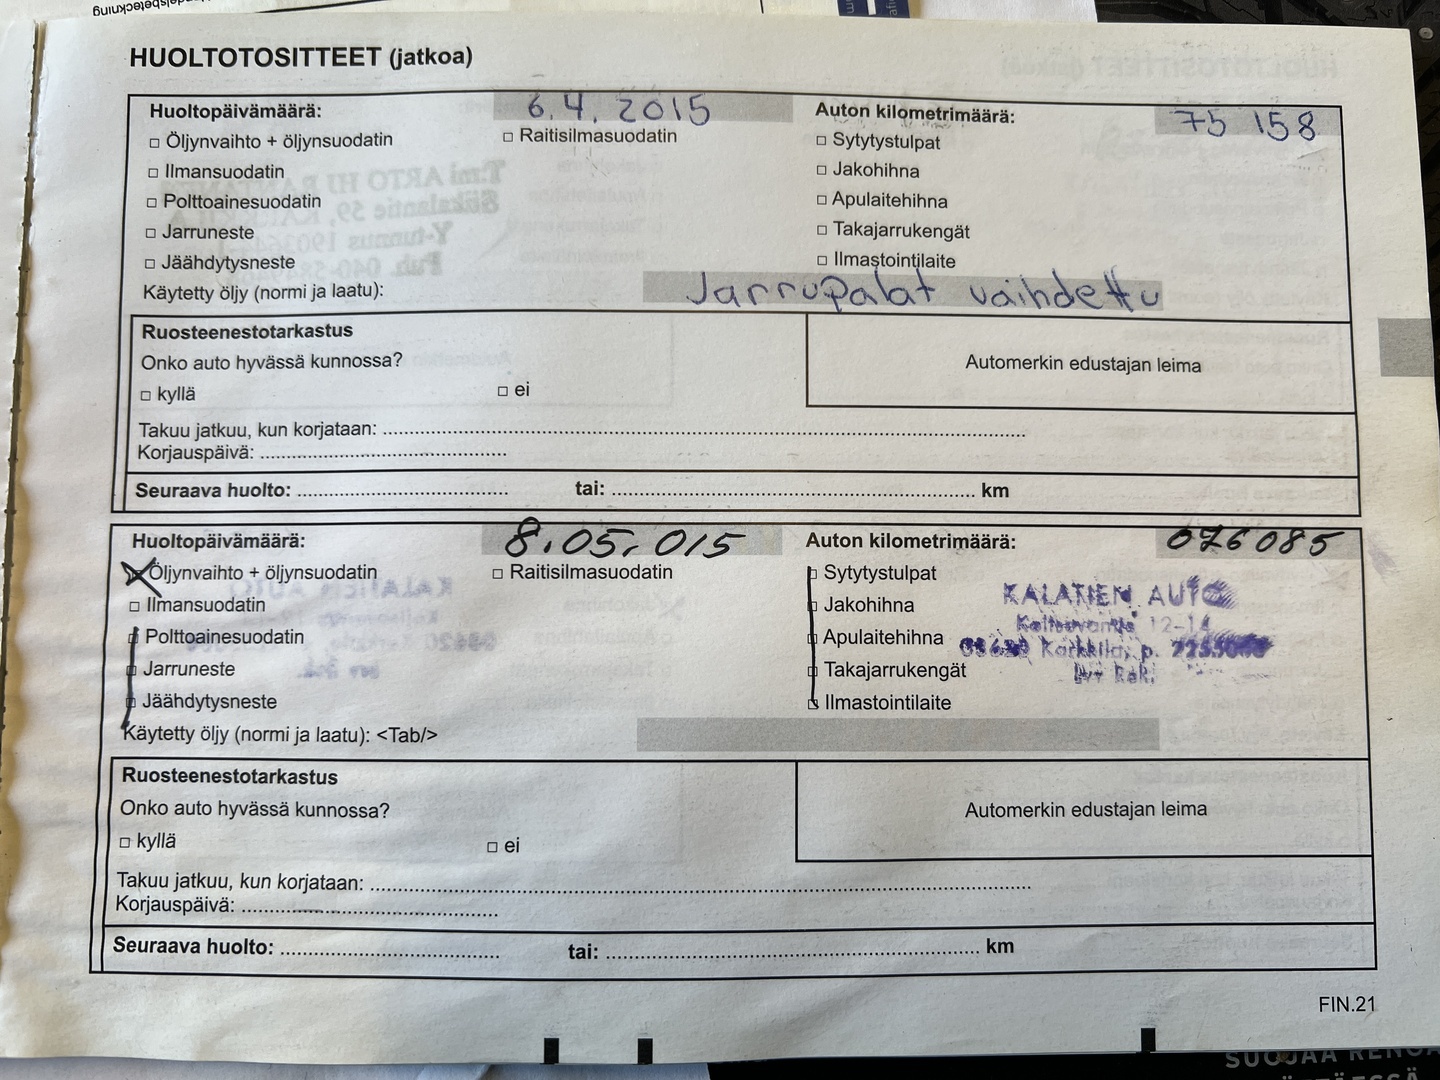 HUOLTOTOSITTEET (jatkoa)
Huoltopäivämäärä: 6.4.2015 Auton kilometrimäärä: 75 158
□ Öljynvaihto + öljynsuodatin □ Raitisilmasuodatin □ Sytytystulpat
□ Ilmansuodatin □ Jakohihna
□ Polttoainesuodatin □ Apulaitehihna
□ Jarruneste □ Takajarrukengät
□ Jäähdytysneste □ Ilmastointilaite
Käytetty öljy (normi ja laatu): Jarrupalat vaihdettu
Ruosteenestotarkastus
Onko auto hyvässä kunnossa? Automerkin edustajan leima
□ kyllä □ ei
Takuu jatkuu, kun korjataan:
Korjauspäivä:
Seuraava huolto: tai: km
Huoltopäivämäärä: 8.05.015 Auton kilometrimäärä: 076085
Öljynvaihto + öljynsuodatin □ Raitisilmasuodatin □ Sytytystulpat
□ Ilmansuodatin □ Jakohihna
□ Polttoainesuodatin □ Apulaitehihna
□ Jarruneste □ Takajarrukengät
□ Jäähdytysneste □ Ilmastointilaite
KALATIEN AUTO
12-14
Karkkila, p.
Käytetty öljy (normi ja laatu): <Tab/>
Ruosteenestotarkastus
Onko auto hyvässä kunnossa? Automerkin edustajan leima
□ kyllä □ ei
Takuu jatkuu, kun korjataan:
Korjauspäivä:
Seuraava huolto: tai: km
FIN.21